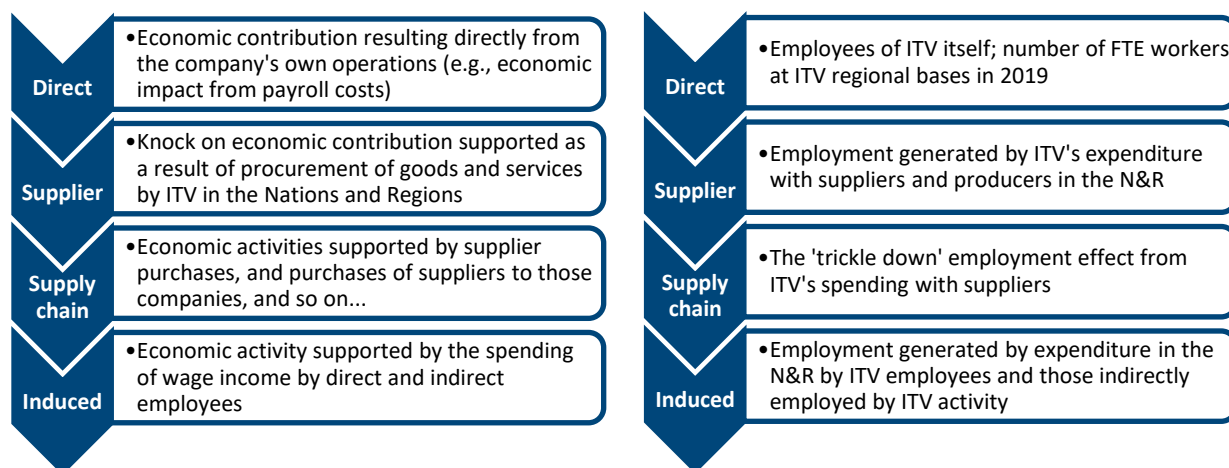 Direct
•Economic contribution resulting directly from
the company's own operations (e.g., economic
impact from payroll costs)
Supplier
•Knock on economic contribution supported as
a result of procurement of goods and services
by ITV in the Nations and Regions
Supply
chain
•Economic activities supported by supplier
purchases, and purchases of suppliers to those
companies, and so on...
Induced
•Economic activity supported by the spending
of wage income by direct and indirect
employees
Direct
•Employees of ITV itself; number of FTE workers
at ITV regional bases in 2019
Supplier
•Employment generated by ITV's expenditure
with suppliers and producers in the N&R
Supply
chain
•The 'trickle down' employment effect from
ITV's spending with suppliers
Induced
•Employment generated by expenditure in the
N&R by ITV employees and those indirectly
employed by ITV activity